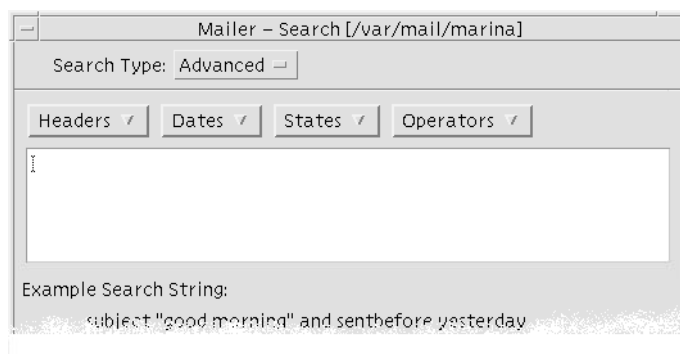 Mailer – Search [/var/mail/marina]
Search Type: Advanced
Headers Dates States Operators
Example Search String:
subject "good morning" and sentbefore yesterday